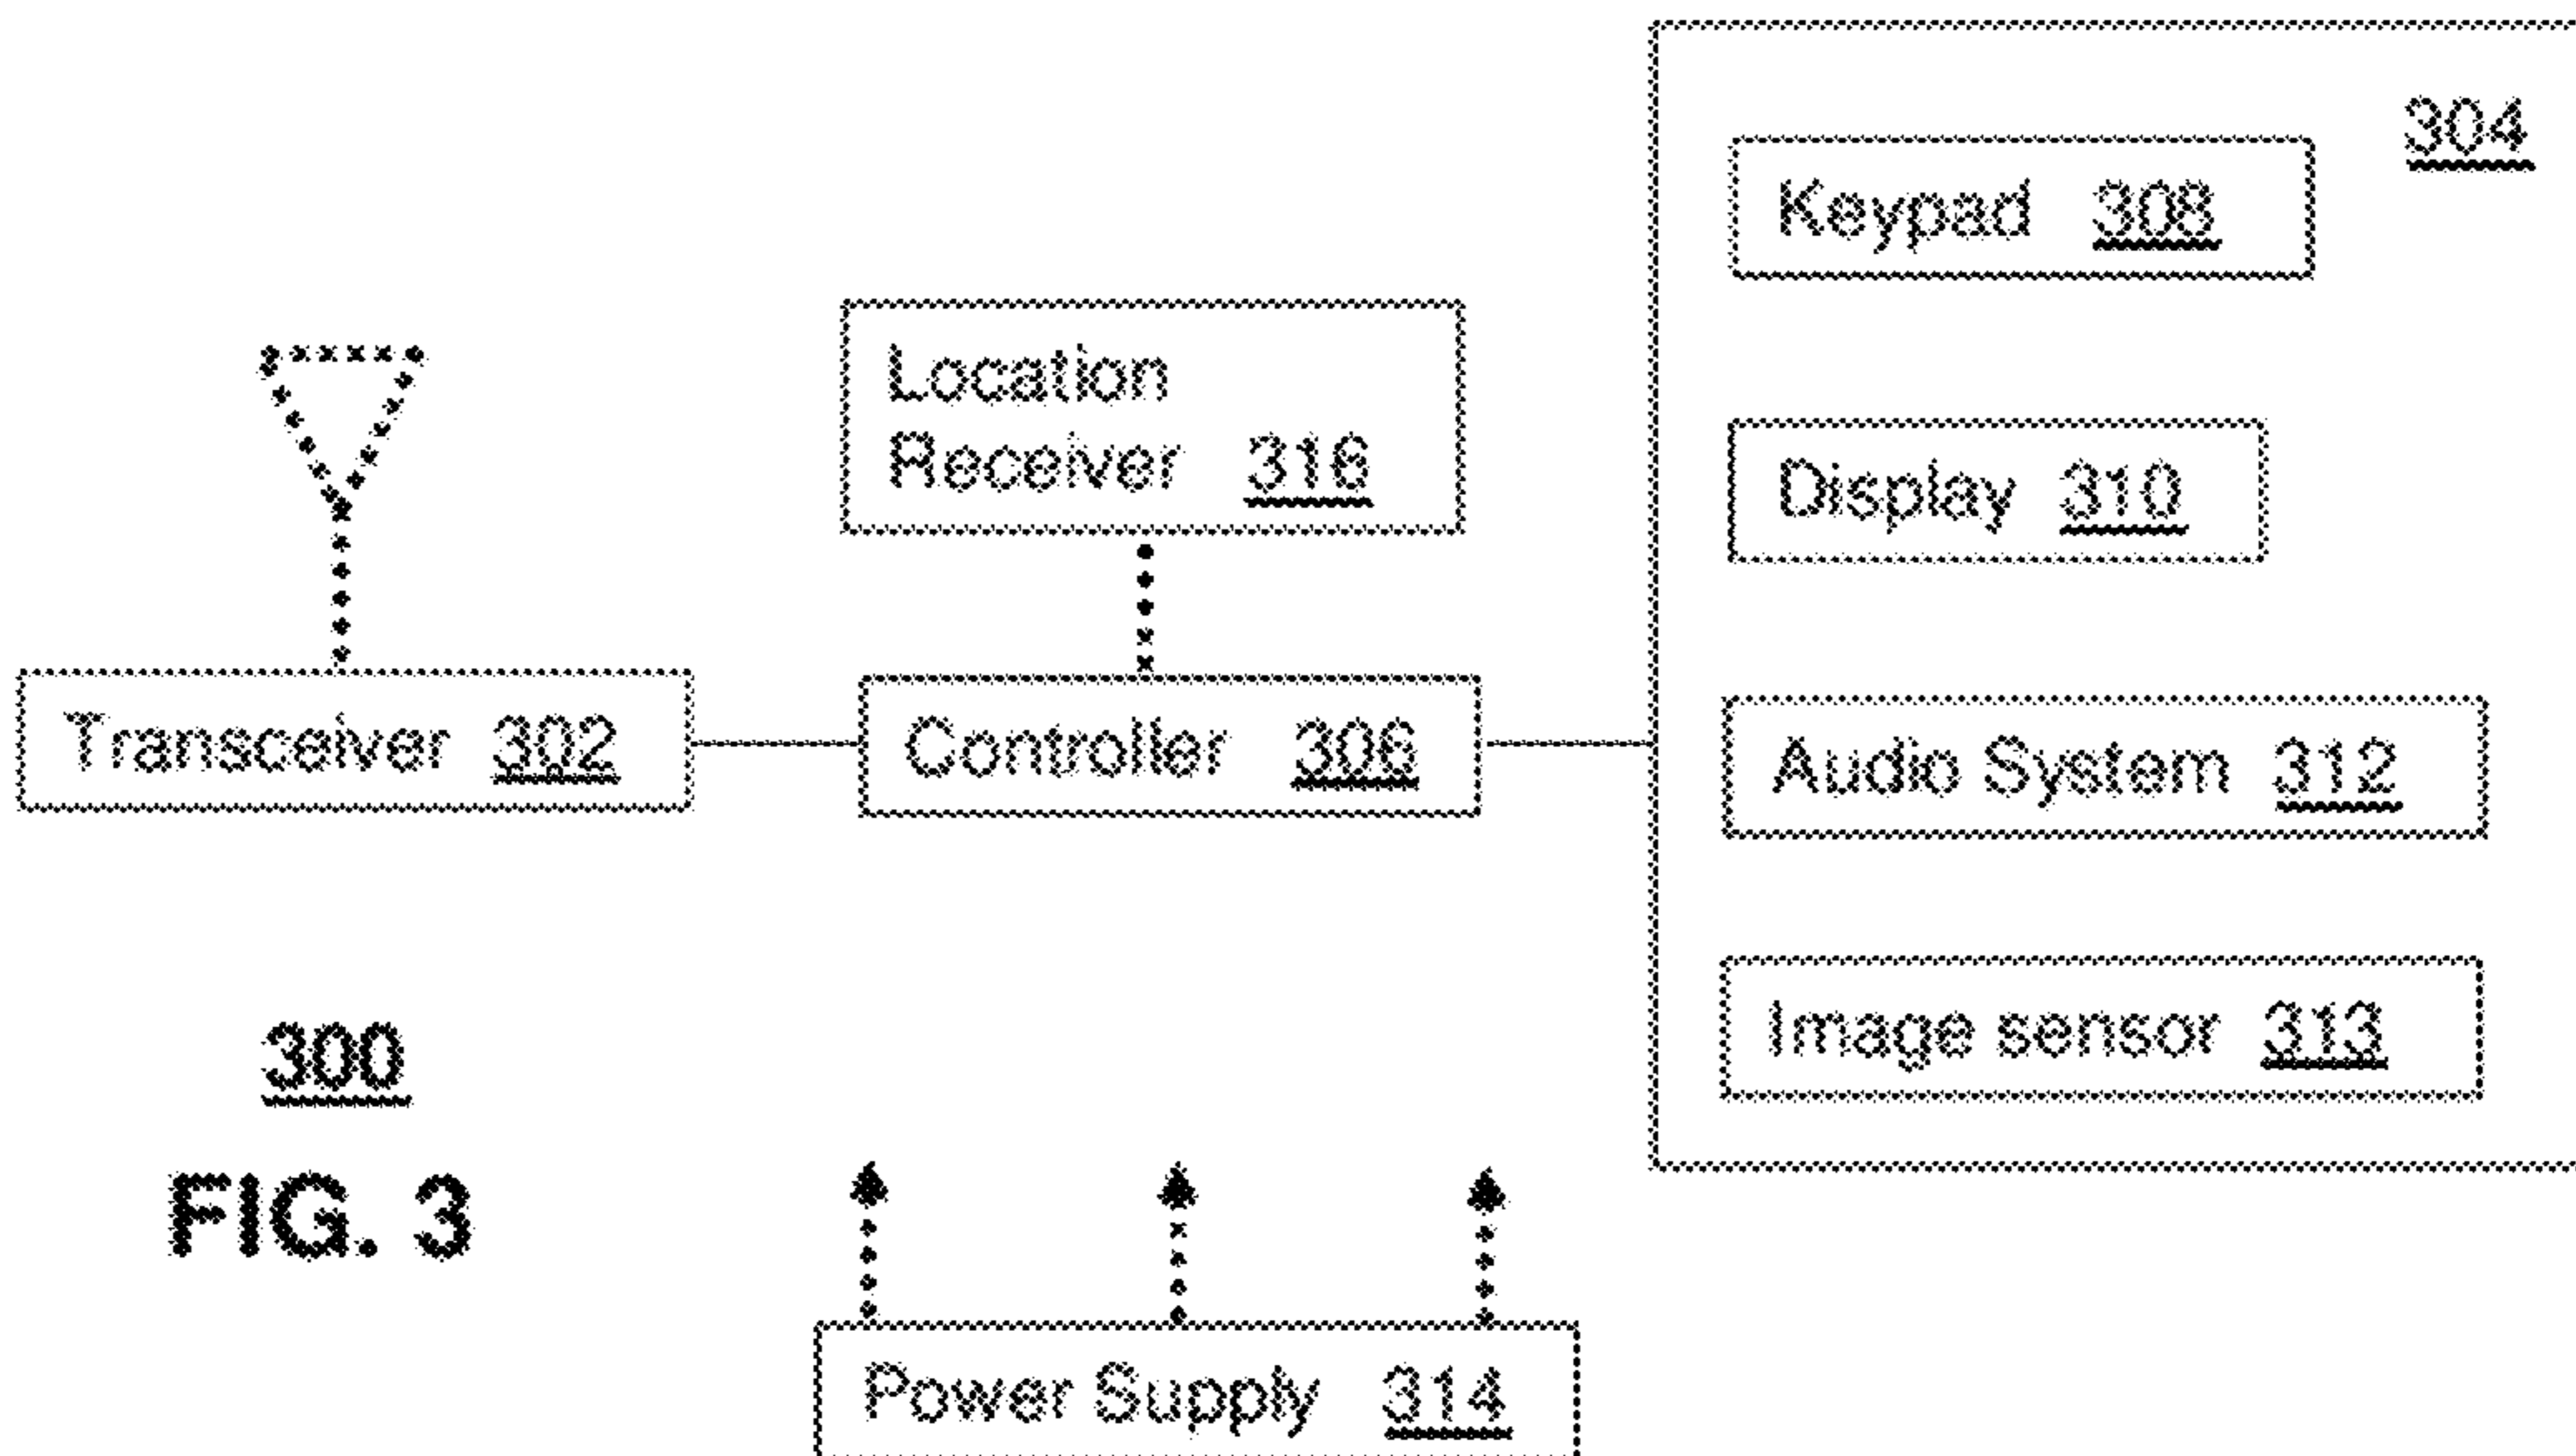 304
Keypad 308
Location
Receiver 316
Display 310
Transceiver 302
Controller 306
Audio System 312
Image sensor 313
300
FIG. 3
Power Supply 314